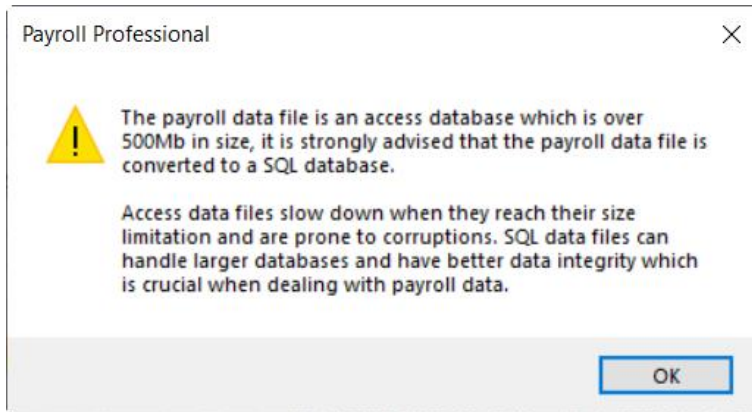 Payroll Professional
The payroll data file is an access database which is over
500Mb in size, it is strongly advised that the payroll data file is
converted to a SQL database.
Access data files slow down when they reach their size
limitation and are prone to corruptions. SQL data files can
handle larger databases and have better data integrity which
is crucial when dealing with payroll data.
OK